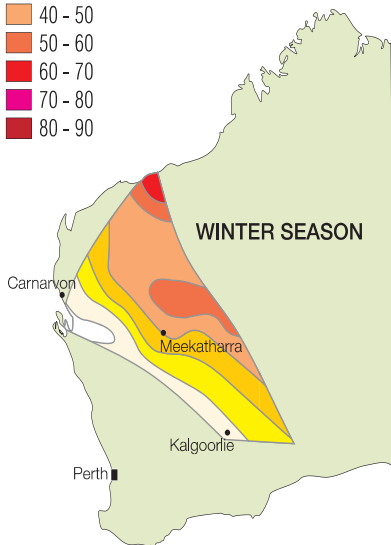 40 - 50
50 - 60
60 - 70
70 - 80
80 - 90
WINTER SEASON
Carnarvon
Meekatharra
Kalgoorlie
Perth